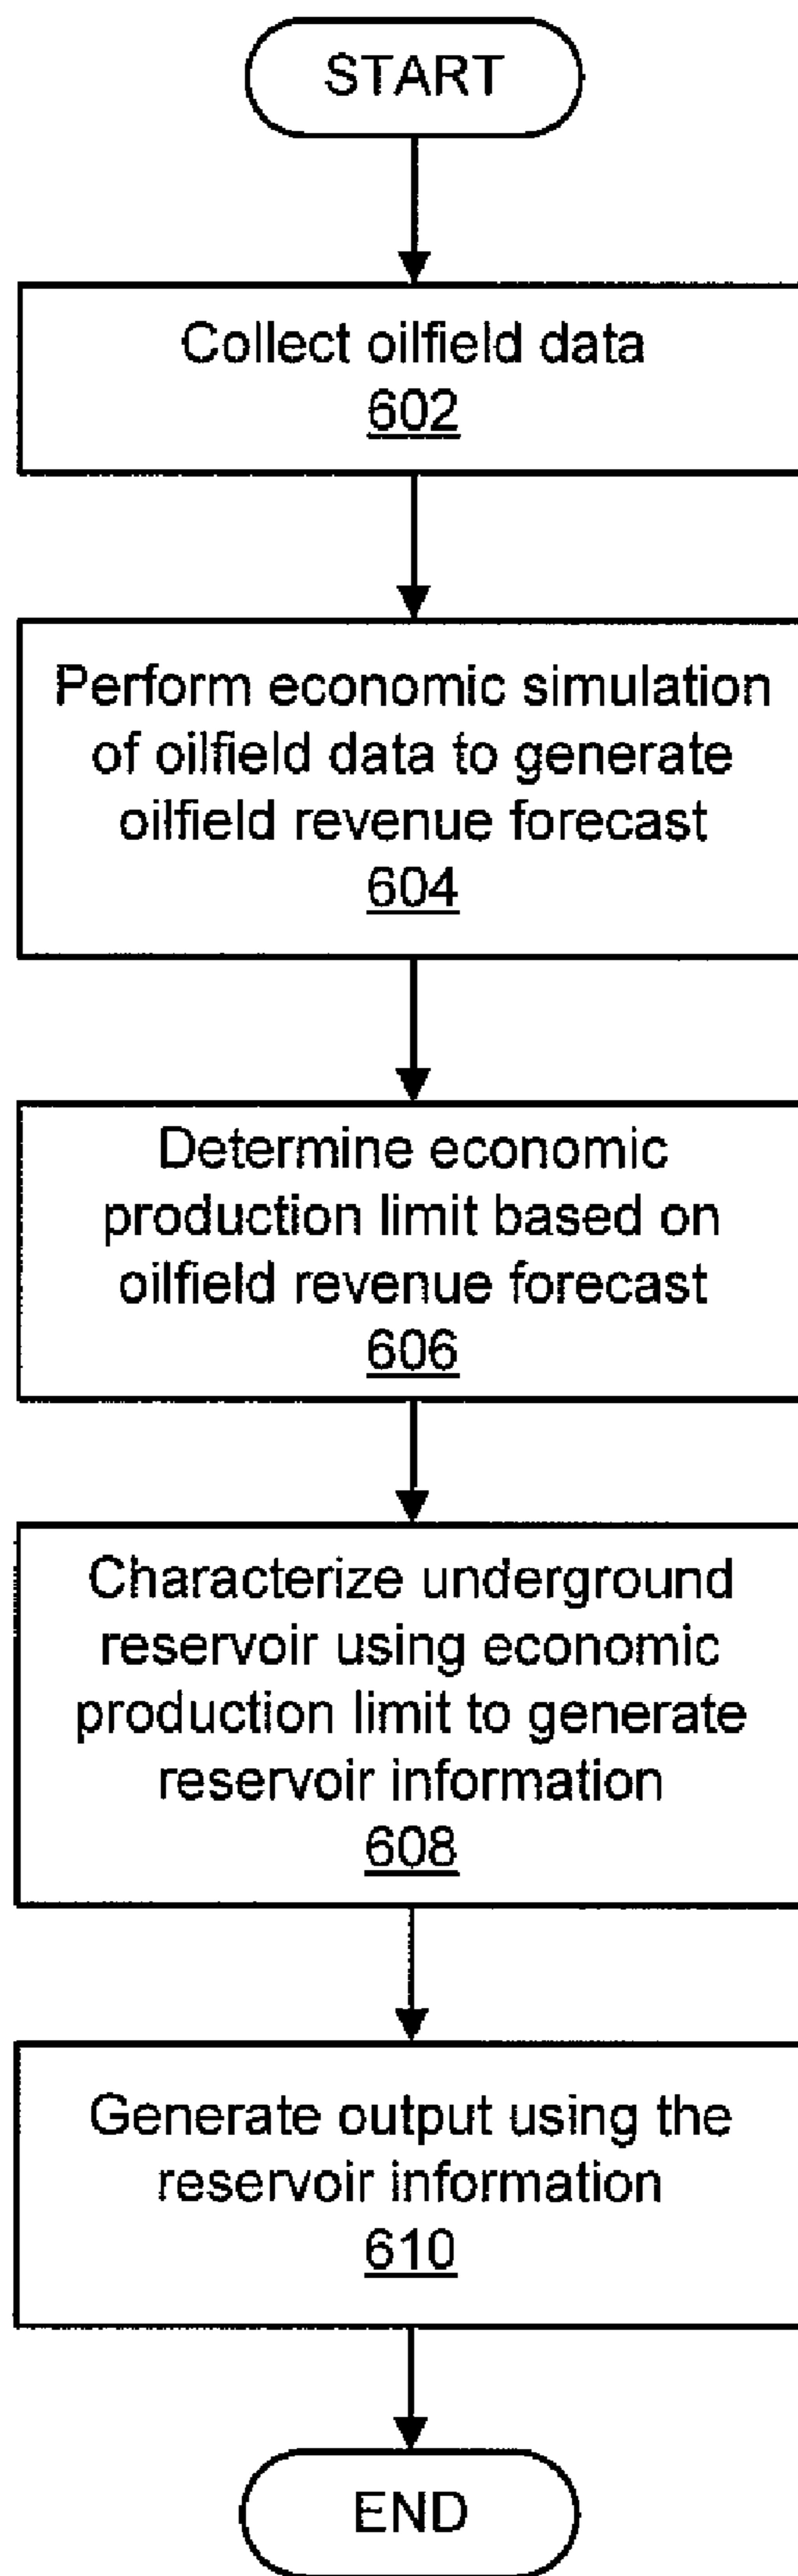 START
Collect oilfield data
602
Perform economic simulation
of oilfield data to generate
oilfield revenue forecast
604
Determine economic
production limit based on
oilfield revenue forecast
606
Characterize underground
reservoir using economic
production limit to generate
reservoir information
608
Generate output using the
reservoir information
610
END